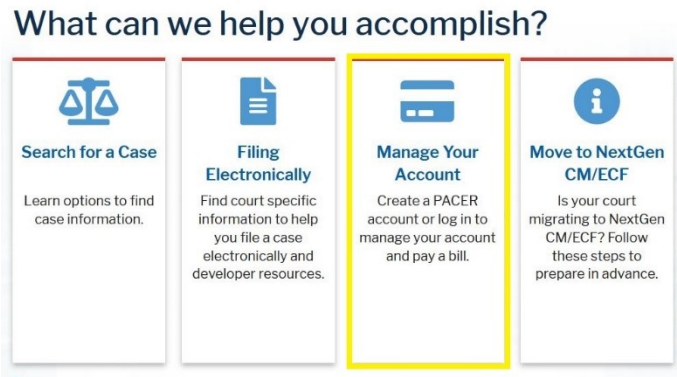 What can we help you accomplish?
Search for a Case
Learn options to find
case information.
Filing
Electronically
Find court specific
information to help
you file a case
electronically and
developer resources.
Manage Your
Account
Create a PACER
account or log in to
manage your account
and pay a bill.
Move to NextGen
CM/ECF
Is your court
migrating to NextGen
CM/ECF? Follow
these steps to
prepare in advance.